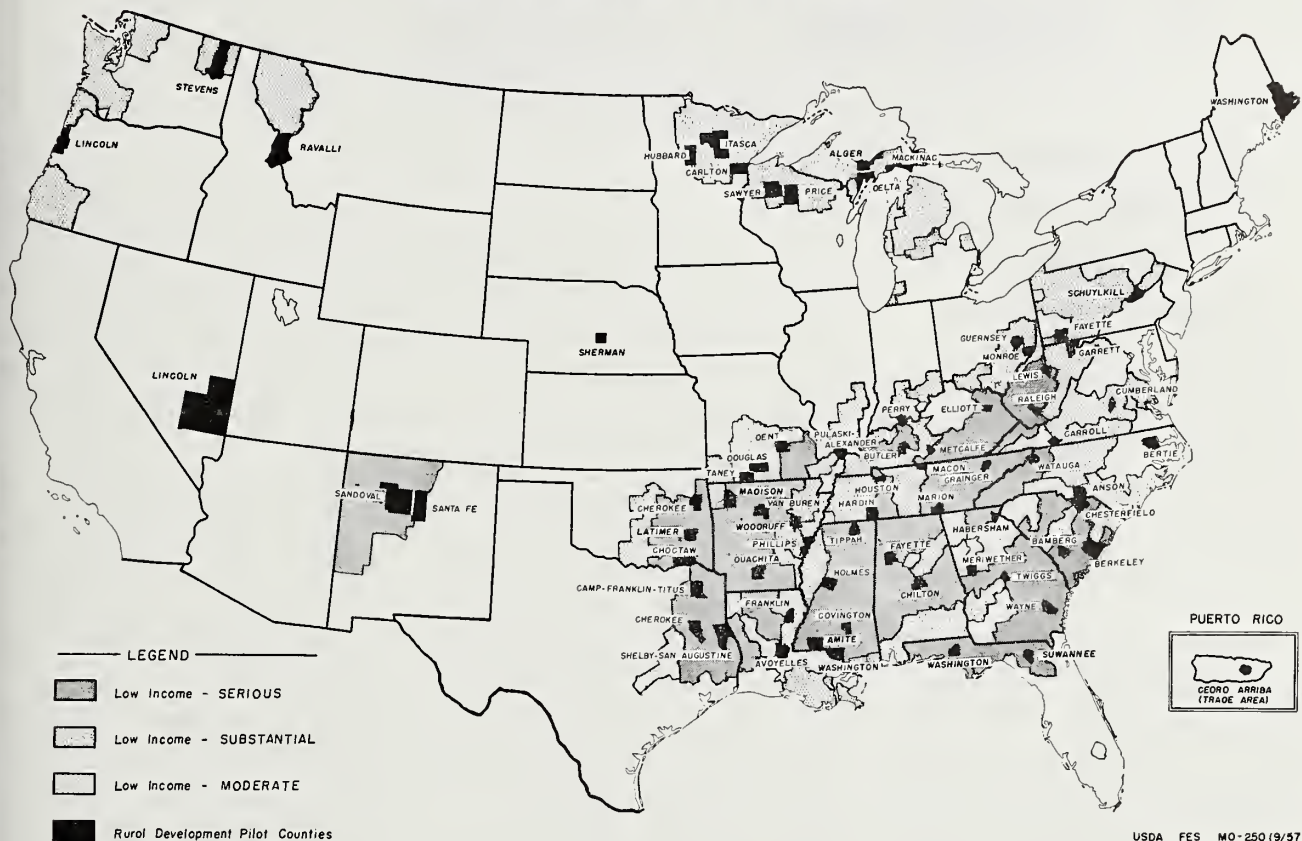 WASHINGTON
STEVENS
LINCOLN
RAVALLI
HUBBARD
ITASCA
CARLTON
ALGER
MACKINAC
DELTA
SAWYER
PRICE
SHERMAN
LINCOLN
SANDOVAL
SANTA FE
SCHUYLKILL
FAYETTE
GUERNSEY
MONROE
GARRETT
LEWIS
RALEIGH
CUMBERLAND
PERRY
ELLIOTT
CARROLL
DENT
PULASKI-
ALEXANDER
BUTLER
METCALFE
BERTIE
DOUGLAS
TANEY
MACON
GRAINGER
WATAUGA
HOUSTON
HARDIN
MARION
ANSON
CHESTERFIELD
MADISON
VAN BUREN
CHEROKEE
WOODRUFF
LATIMER
PHILLIPS
TIPPAH
FAYETTE
HABERSHAM
BAMBERG
MERIWETHER
BERKELEY
CHOCTAW
OUACHITA
HOLMES
CHILTON
TWIGGS
CAMP-FRANKLIN-TITUS
FRANKLIN
COVINGTON
WAYNE
CHEROKEE
AMITE
SHELBY-SAN AUGUSTINE
AVOYELLES
WASHINGTON
WASHINGTON
SUWANNEE
PUERTO RICO
CEDRO ARRIBA
(TRADE AREA)
LEGEND
Low Income - SERIOUS
Low Income - SUBSTANTIAL
Low Income - MODERATE
Rural Development Pilot Counties
USDA FES MO-250 (9/57